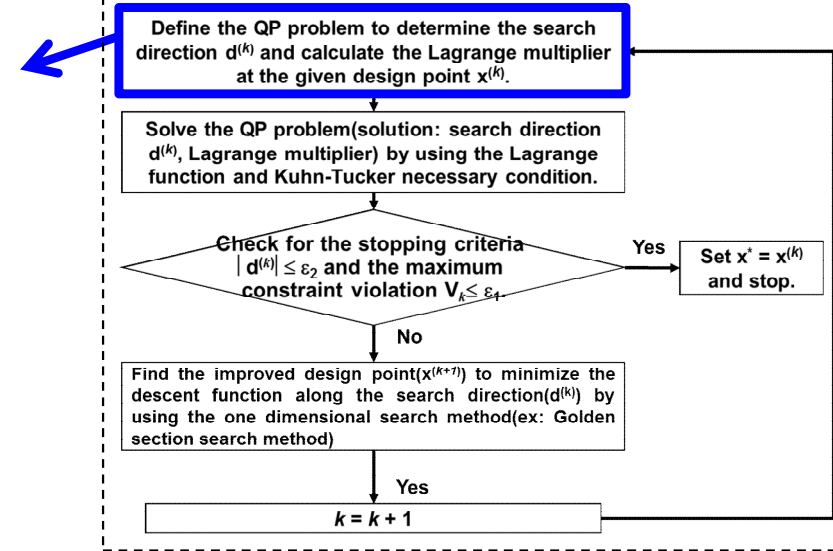 Define the QP problem to determine the search
direction d⁽ᵏ⁾ and calculate the Lagrange multiplier
at the given design point x⁽ᵏ⁾.
Solve the QP problem(solution: search direction
d⁽ᵏ⁾, Lagrange multiplier) by using the Lagrange
function and Kuhn-Tucker necessary condition.
Check for the stopping criteria
|d⁽ᵏ⁾| ≤ ε₂ and the maximum
constraint violation Vₖ≤ ε₁.
Yes
Set x* = x⁽ᵏ⁾
and stop.
No
Find the improved design point(x⁽ᵏ⁺¹⁾) to minimize the
descent function along the search direction(d⁽ᵏ⁾) by
using the one dimensional search method(ex: Golden
section search method)
Yes
k = k + 1